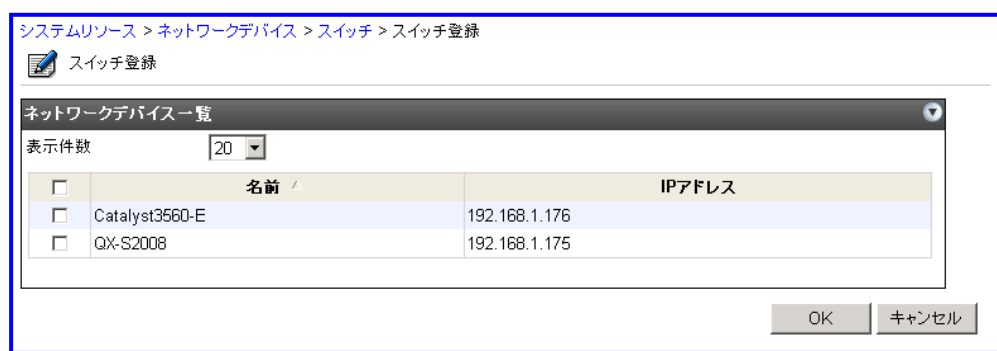 システムリソース > ネットワークデバイス > スイッチ > スイッチ登録
スイッチ登録
ネットワークデバイス一覧
表示件数 20
名前 IPアドレス
Catalyst3560-E 192.168.1.176
QX-S2008 192.168.1.175
OK キャンセル